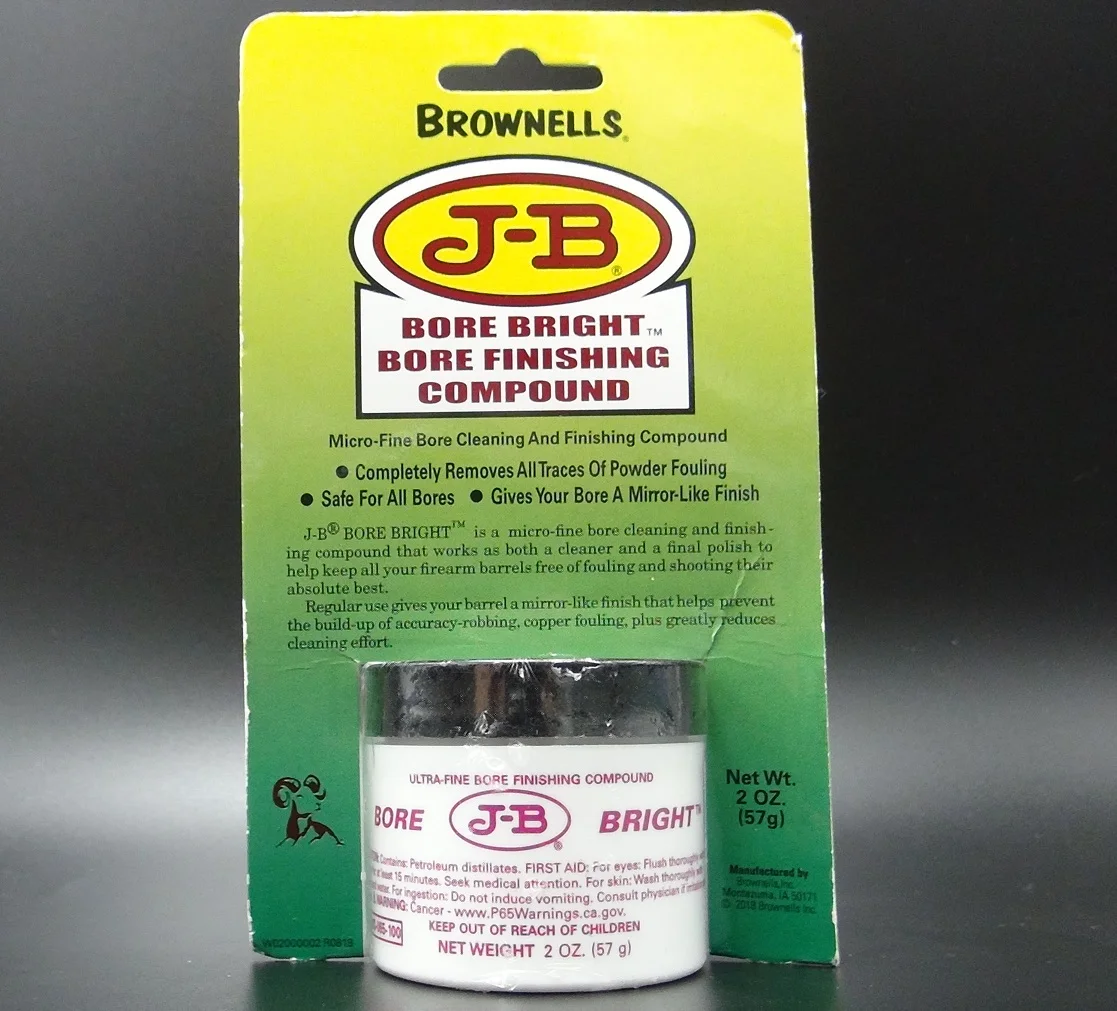 BROWNELLS®
J-B®
BORE BRIGHT™
BORE FINISHING
COMPOUND
Micro-Fine Bore Cleaning And Finishing Compound
● Completely Removes All Traces Of Powder Fouling
● Safe For All Bores ● Gives Your Bore A Mirror-Like Finish
J-B® BORE BRIGHT™ is a micro-fine bore cleaning and finish-
ing compound that works as both a cleaner and a final polish to
help keep all your firearm barrels free of fouling and shooting their
absolute best.
Regular use gives your barrel a mirror-like finish that helps prevent
the build-up of accuracy-robbing, copper fouling, plus greatly reduces
cleaning effort.
ULTRA-FINE BORE FINISHING COMPOUND
BORE J-B® BRIGHT™
Contains: Petroleum distillates. FIRST AID: For eyes: Flush thoroughly
at least 15 minutes. Seek medical attention. For skin: Wash thoroughly
water. For ingestion: Do not induce vomiting. Consult physician if
WARNING: Cancer - www.P65Warnings.ca.gov.
KEEP OUT OF REACH OF CHILDREN
-100
NET WEIGHT 2 OZ. (57 g)
Net Wt.
2 OZ.
(57g)
Manufactured by
Brownells, Inc.
Montezuma, IA 50171
© 2018 Brownells Inc.
W02000002 R0818